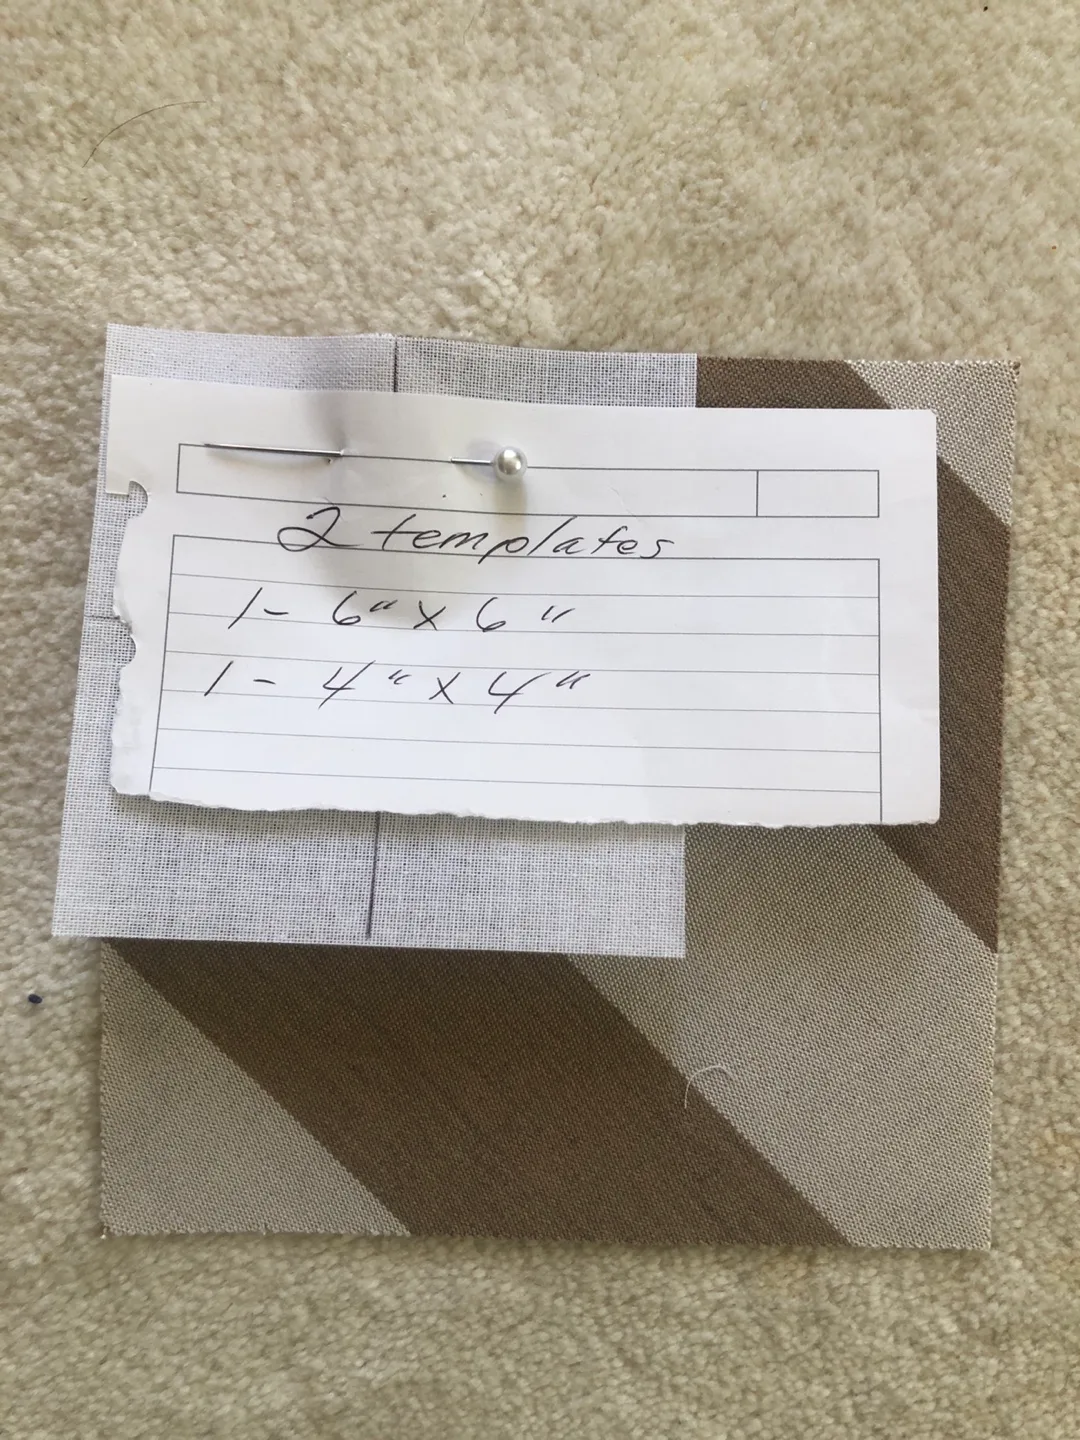 2 templates
1- 6" x 6"
1 - 4" x 4"